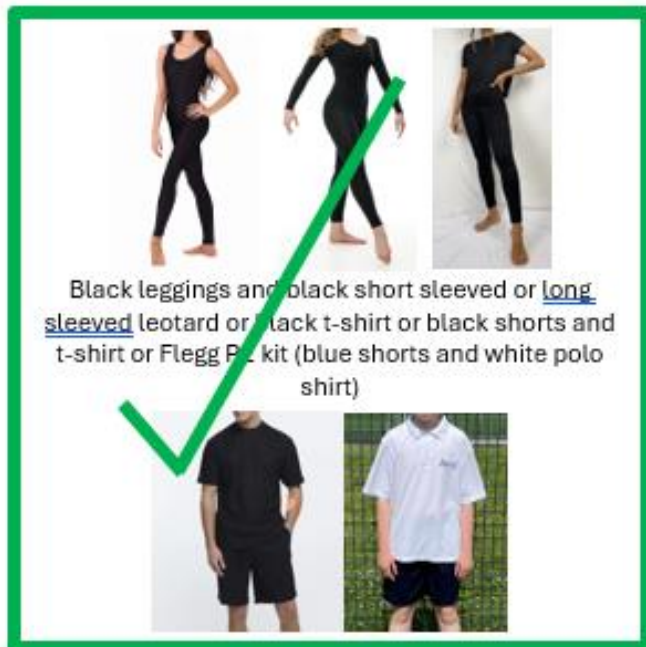 Black leggings and black short sleeved or long
sleeved leotard or black t-shirt or black shorts and
t-shirt or Flegg PE kit (blue shorts and white polo
shirt)